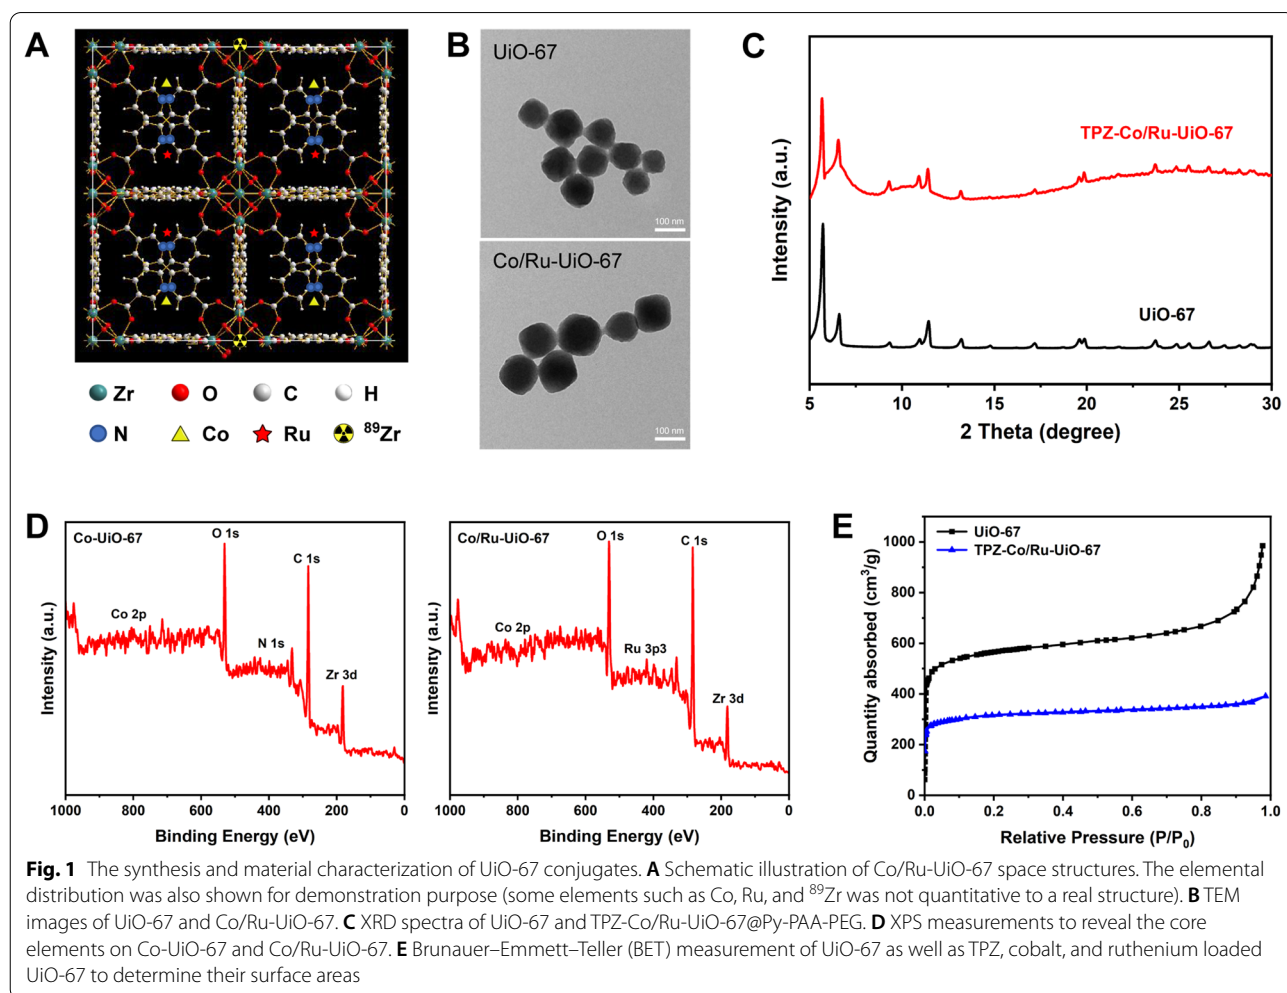 A
Zr O C H
N Co Ru ⁸⁹Zr
B
UiO-67
100 nm
Co/Ru-UiO-67
100 nm
C
Intensity (a.u.)
TPZ-Co/Ru-UiO-67
UiO-67
5 10 15 20 25 30
2 Theta (degree)
D
Intensity (a.u.)
Co-UiO-67
O 1s
C 1s
Co 2p
N 1s
Zr 3d
1000 800 600 400 200 0
Binding Energy (eV)
Intensity (a.u.)
Co/Ru-UiO-67
O 1s
C 1s
Co 2p
Ru 3p3
Zr 3d
1000 800 600 400 200 0
Binding Energy (eV)
E
Quantity absorbed (cm³/g)
UiO-67
TPZ-Co/Ru-UiO-67
1000
800
600
400
200
0
0.0 0.2 0.4 0.6 0.8 1.0
Relative Pressure (P/P₀)
Fig. 1 The synthesis and material characterization of UiO-67 conjugates. A Schematic illustration of Co/Ru-UiO-67 space structures. The elemental
distribution was also shown for demonstration purpose (some elements such as Co, Ru, and ⁸⁹Zr was not quantitative to a real structure). B TEM
images of UiO-67 and Co/Ru-UiO-67. C XRD spectra of UiO-67 and TPZ-Co/Ru-UiO-67@Py-PAA-PEG. D XPS measurements to reveal the core
elements on Co-UiO-67 and Co/Ru-UiO-67. E Brunauer–Emmett–Teller (BET) measurement of UiO-67 as well as TPZ, cobalt, and ruthenium loaded
UiO-67 to determine their surface areas